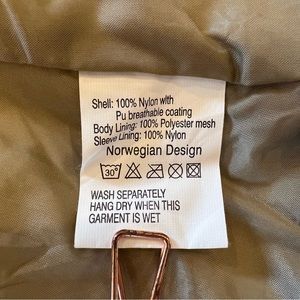 Shell: 100% Nylon with
Pu breathable coating
Body Lining: 100% Polyester mesh
Sleeve Lining: 100% Nylon
Norwegian Design
30°
WASH SEPARATELY
HANG DRY WHEN THIS
GARMENT IS WET